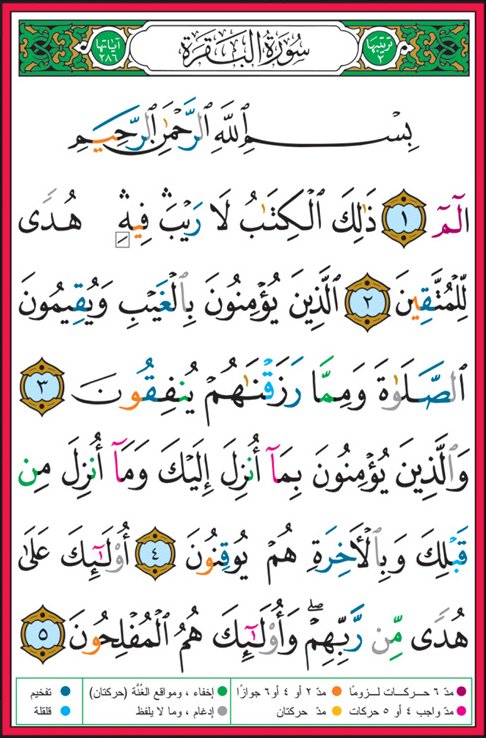 ترتيبها ٢ سُورَةُ الْبَقَرَةِ آياتها ٢٨٦
بِسْمِ ٱللَّهِ ٱلرَّحْمَٰنِ ٱلرَّحِيمِ
الٓمٓ ١ ذَٰلِكَ ٱلْكِتَٰبُ لَا رَيْبَ ۛ فِيهِ ۛ هُدًى
لِّلْمُتَّقِينَ ٢ ٱلَّذِينَ يُؤْمِنُونَ بِٱلْغَيْبِ وَيُقِيمُونَ
ٱلصَّلَوٰةَ وَمِمَّا رَزَقْنَٰهُمْ يُنفِقُونَ ٣
وَٱلَّذِينَ يُؤْمِنُونَ بِمَآ أُنزِلَ إِلَيْكَ وَمَآ أُنزِلَ مِن
قَبْلِكَ وَبِٱلْأَخِرَةِ هُمْ يُوقِنُونَ ٤ أُوْلَٰٓئِكَ عَلَىٰ
هُدًى مِّن رَّبِّهِمْ ۖ وَأُوْلَٰٓئِكَ هُمُ ٱلْمُفْلِحُونَ ٥
مدّ ٦ حركـات لـزومًا مدّ ٢ أو ٤ أو ٦ جوازًا إخفاء ، ومواقع الغُنَّة (حركتان) تفخيم
مدّ واجب ٤ أو ٥ حركات مدّ حركتان إدغام ، وما لا يلفظ قلقلة